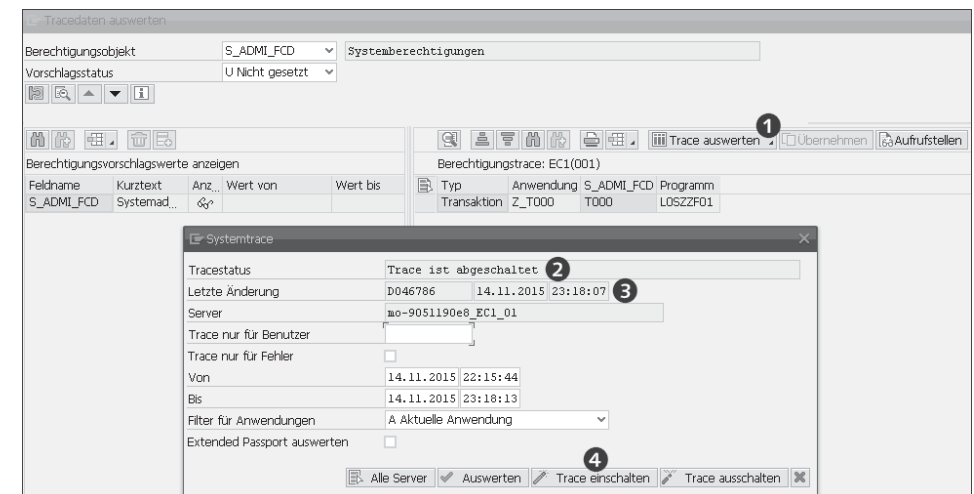 Tracedaten auswerten
Berechtigungsobjekt S_ADMI_FCD Systemberechtigungen
Vorschlagsstatus U Nicht gesetzt
1
Trace auswerten Übernehmen Aufrufstellen
Berechtigungsvorschlagswerte anzeigen Berechtigungstrace: EC1(001)
Feldname Kurztext Anz... Wert von Wert bis Typ Anwendung S_ADMI_FCD Programm
S_ADMI_FCD Systemad... Transaktion Z_T000 T000 L0SZZF01
Systemtrace
Tracestatus Trace ist abgeschaltet 2
Letzte Änderung D046786 14.11.2015 23:18:07 3
Server mo-9051190e8_EC1_01
Trace nur für Benutzer
Trace nur für Fehler
Von 14.11.2015 22:15:44
Bis 14.11.2015 23:18:13
Filter für Anwendungen A Aktuelle Anwendung
Extended Passport auswerten
4
Alle Server Auswerten Trace einschalten Trace ausschalten